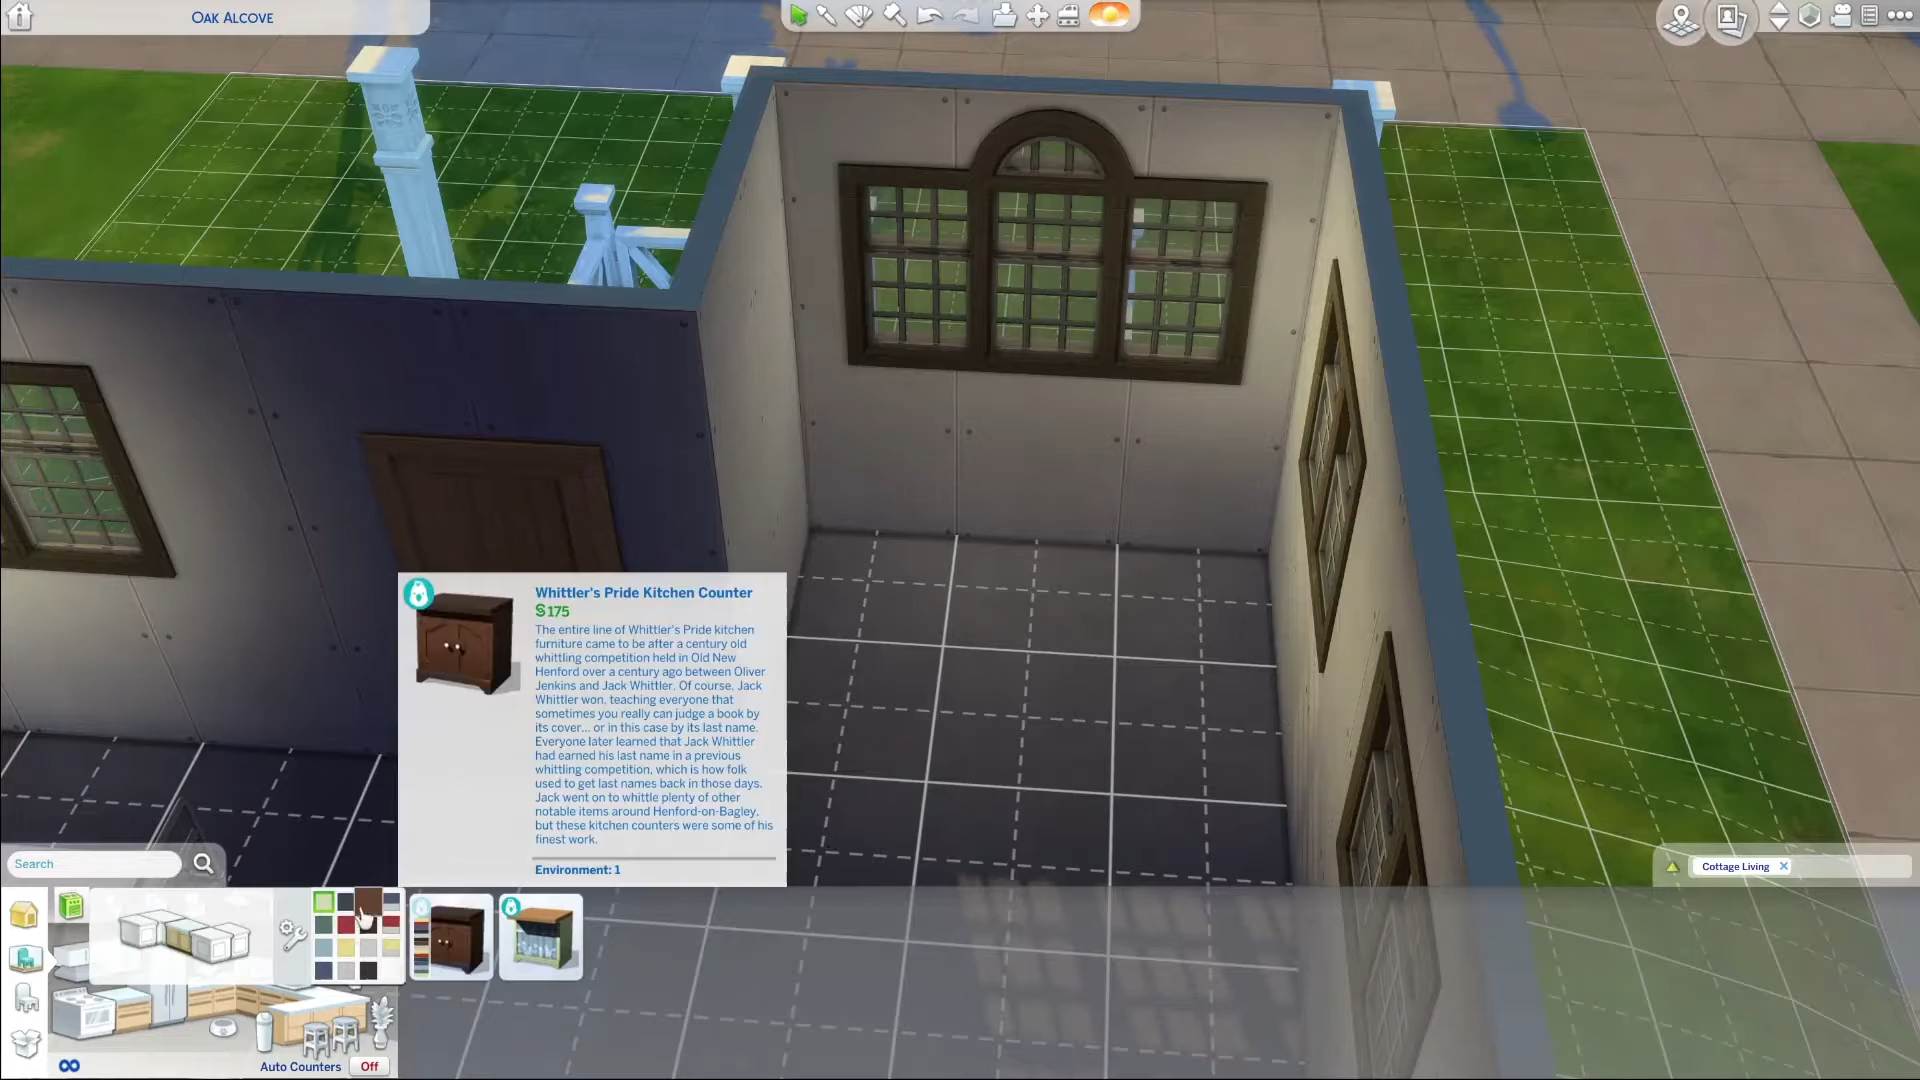 Oak Alcove
Whittler's Pride Kitchen Counter
§175
The entire line of Whittler's Pride kitchen
furniture came to be after a century old
whittling competition held in Old New
Henford over a century ago between Oliver
Jenkins and Jack Whittler. Of course, Jack
Whittler won, teaching everyone that
sometimes you really can judge a book by
its cover... or in this case by its last name.
Everyone later learned that Jack Whittler
had earned his last name in a previous
whittling competition, which is how folk
used to get last names back in those days.
Jack went on to whittle plenty of other
notable items around Henford-on-Bagley,
but these kitchen counters were some of his
finest work.
Environment: 1
Search
Cottage Living
Auto Counters Off